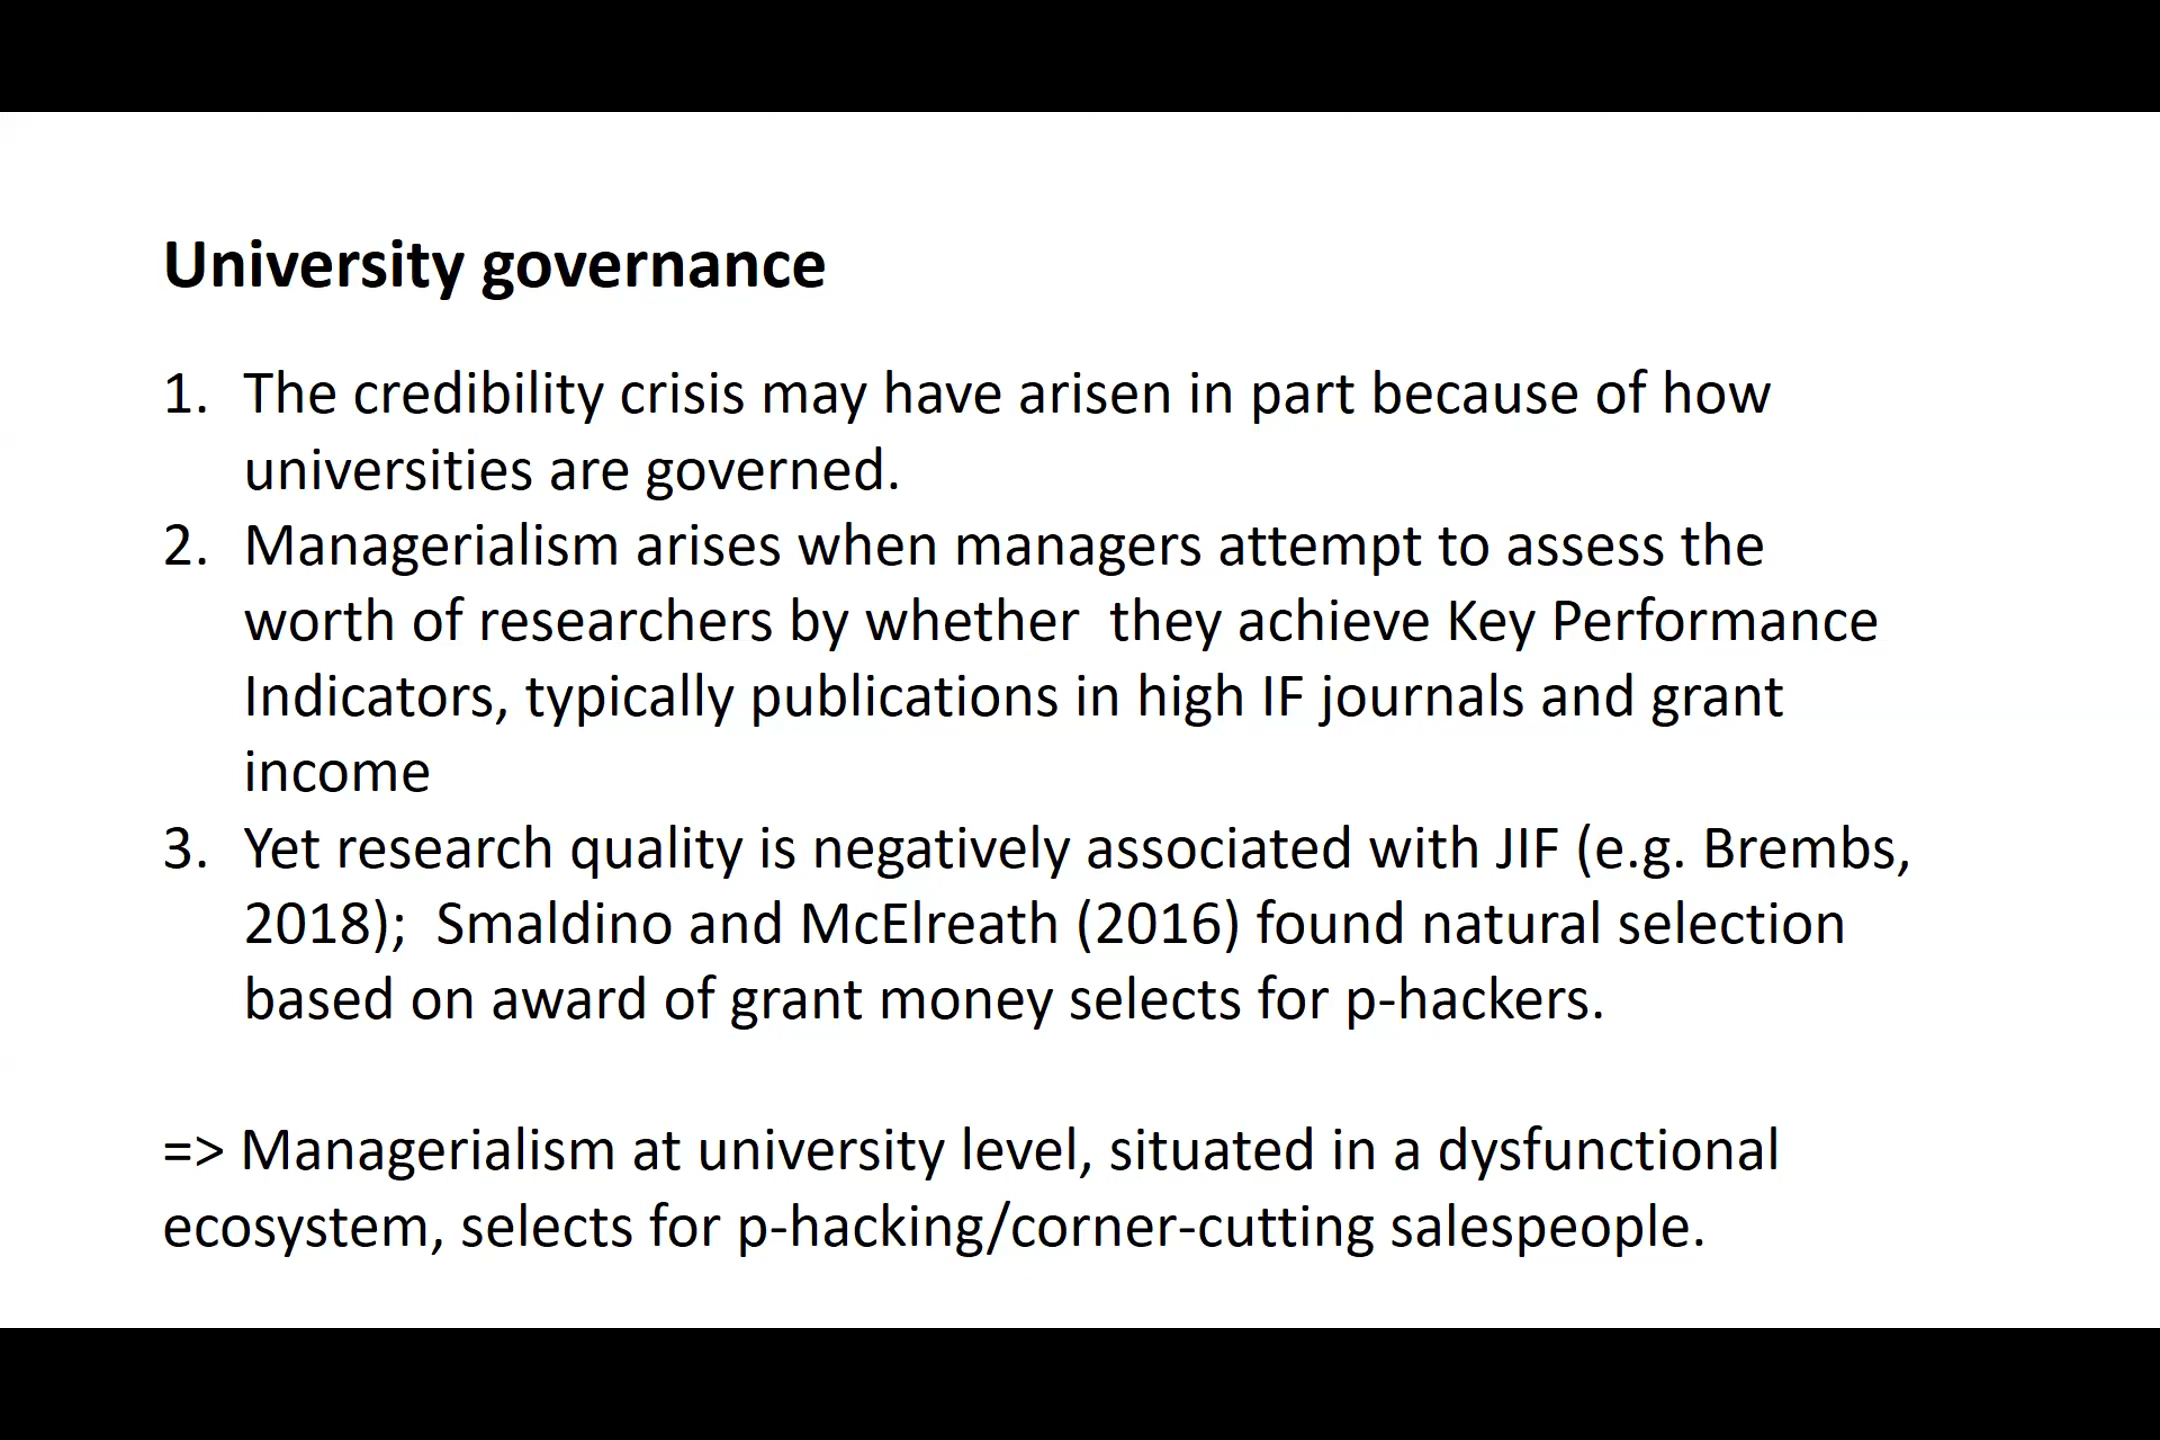 University governance
1. The credibility crisis may have arisen in part because of how
universities are governed.
2. Managerialism arises when managers attempt to assess the
worth of researchers by whether  they achieve Key Performance
Indicators, typically publications in high IF journals and grant
income
3. Yet research quality is negatively associated with JIF (e.g. Brembs,
2018);  Smaldino and McElreath (2016) found natural selection
based on award of grant money selects for p-hackers.
=> Managerialism at university level, situated in a dysfunctional
ecosystem, selects for p-hacking/corner-cutting salespeople.